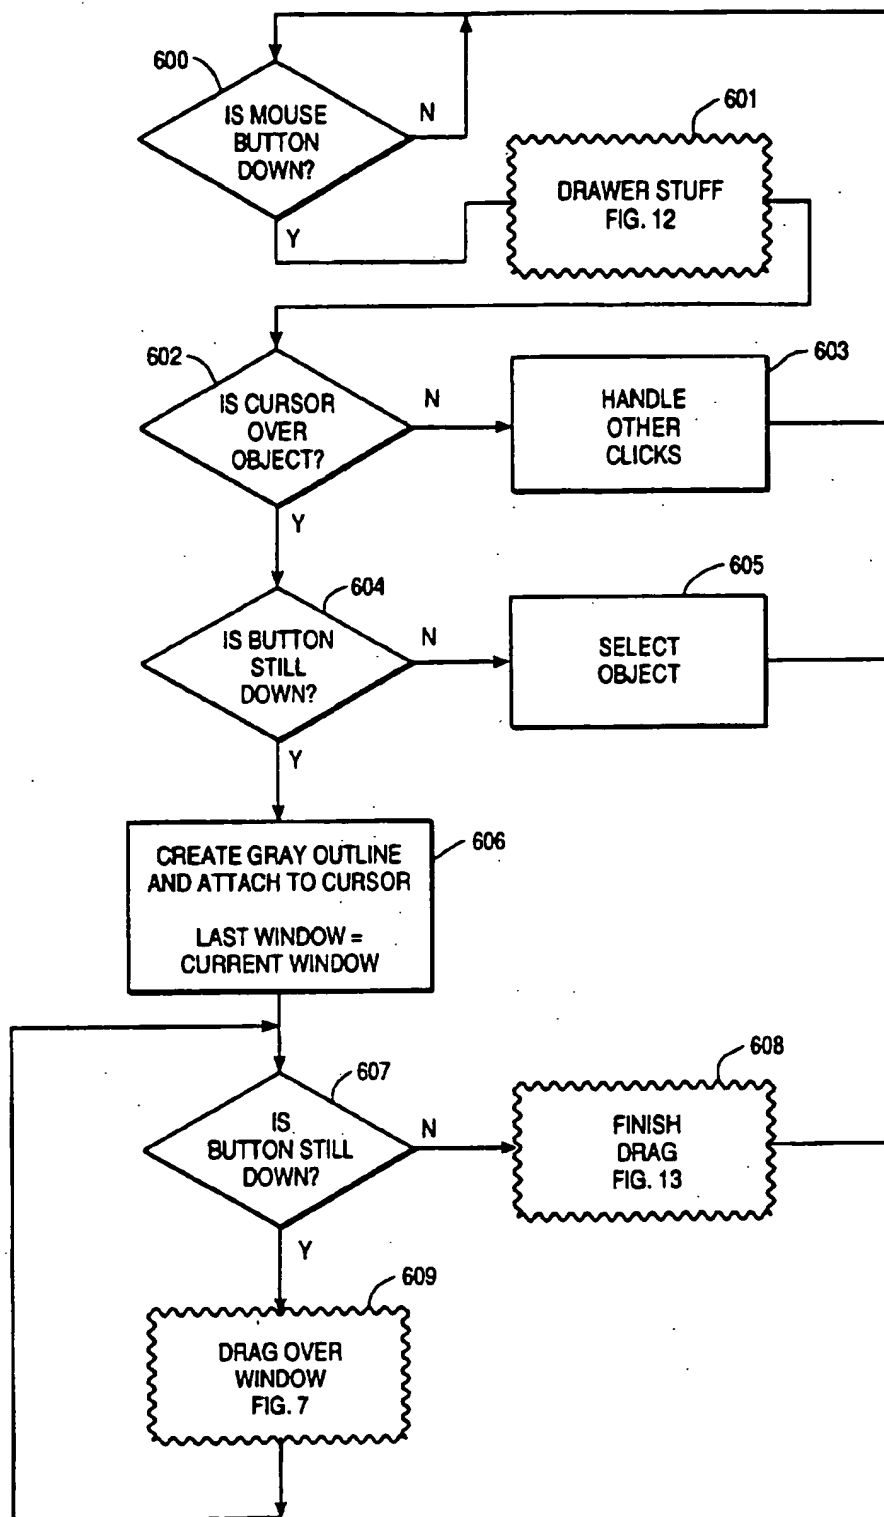 600
IS MOUSE
BUTTON
DOWN?
N
Y
601
DRAWER STUFF
FIG. 12
602
IS CURSOR
OVER
OBJECT?
N
Y
603
HANDLE
OTHER
CLICKS
604
IS BUTTON
STILL
DOWN?
N
Y
605
SELECT
OBJECT
606
CREATE GRAY OUTLINE
AND ATTACH TO CURSOR
LAST WINDOW =
CURRENT WINDOW
607
IS
BUTTON STILL
DOWN?
N
Y
608
FINISH
DRAG
FIG. 13
609
DRAG OVER
WINDOW
FIG. 7